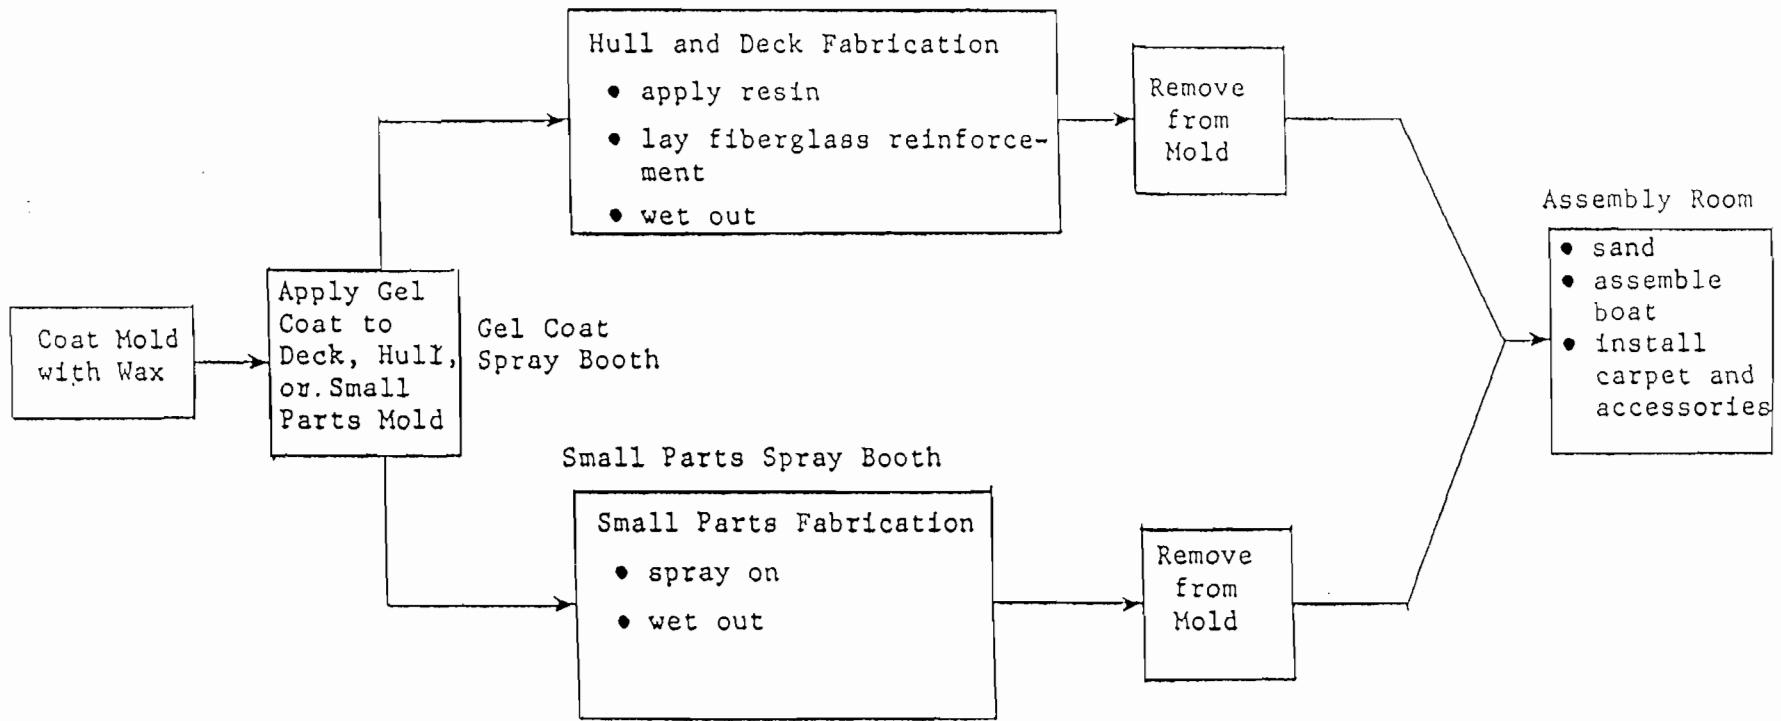 Coat Mold
with Wax
Apply Gel
Coat to
Deck, Hull,
or Small
Parts Mold
Gel Coat
Spray Booth
Hull and Deck Fabrication
• apply resin
• lay fiberglass reinforce-
ment
• wet out
Remove
from
Mold
Small Parts Spray Booth
Small Parts Fabrication
• spray on
• wet out
Remove
from
Mold
Assembly Room
• sand
• assemble
boat
• install
carpet and
accessories